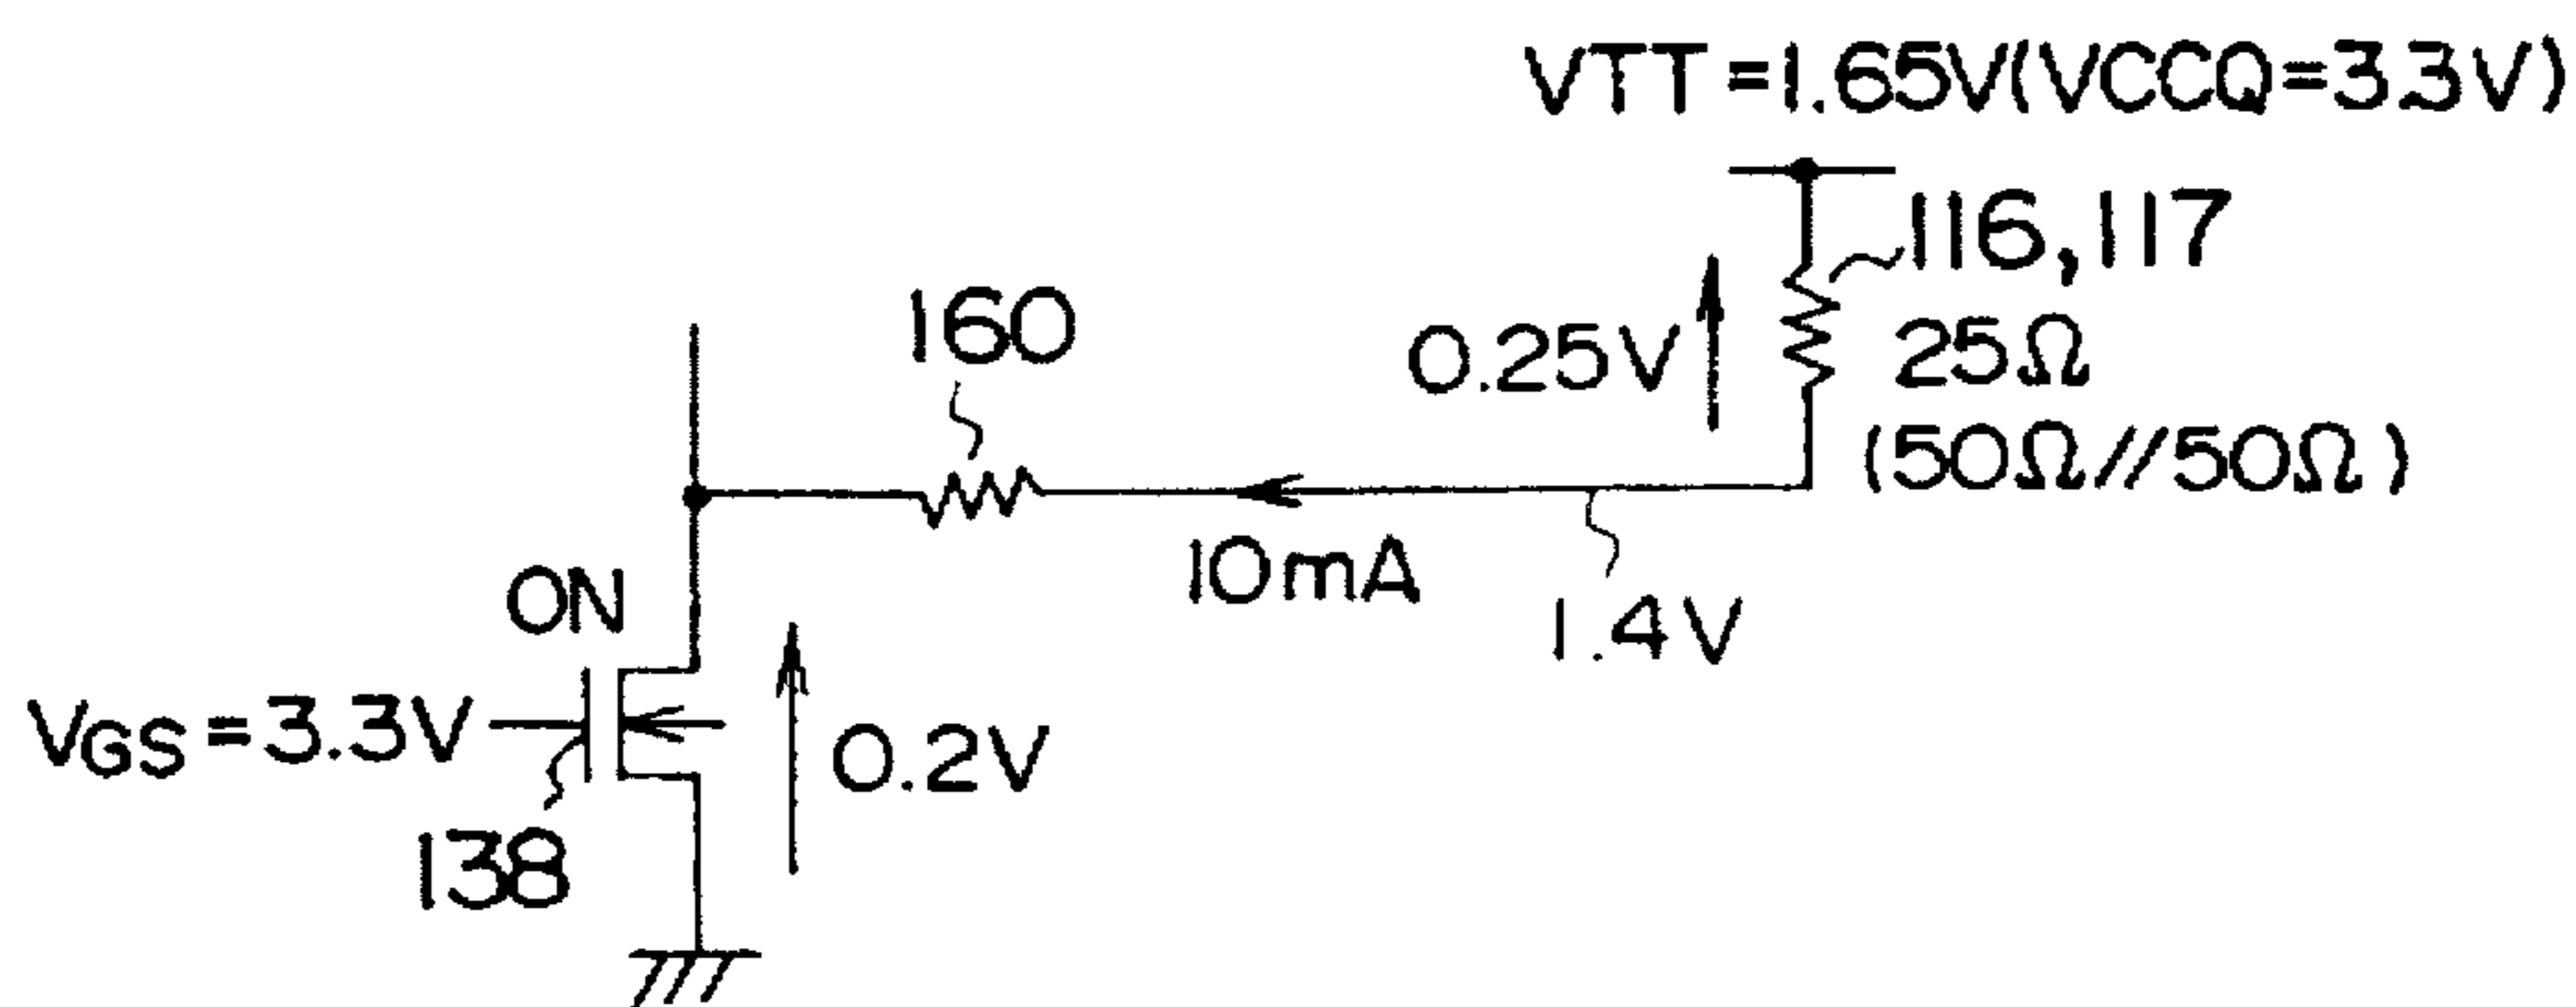 VTT=1.65V(VCCQ=3.3V)
116,117
160
0.25V
25Ω
(50Ω//50Ω)
10mA
ON
1.4V
VGS=3.3V
0.2V
138